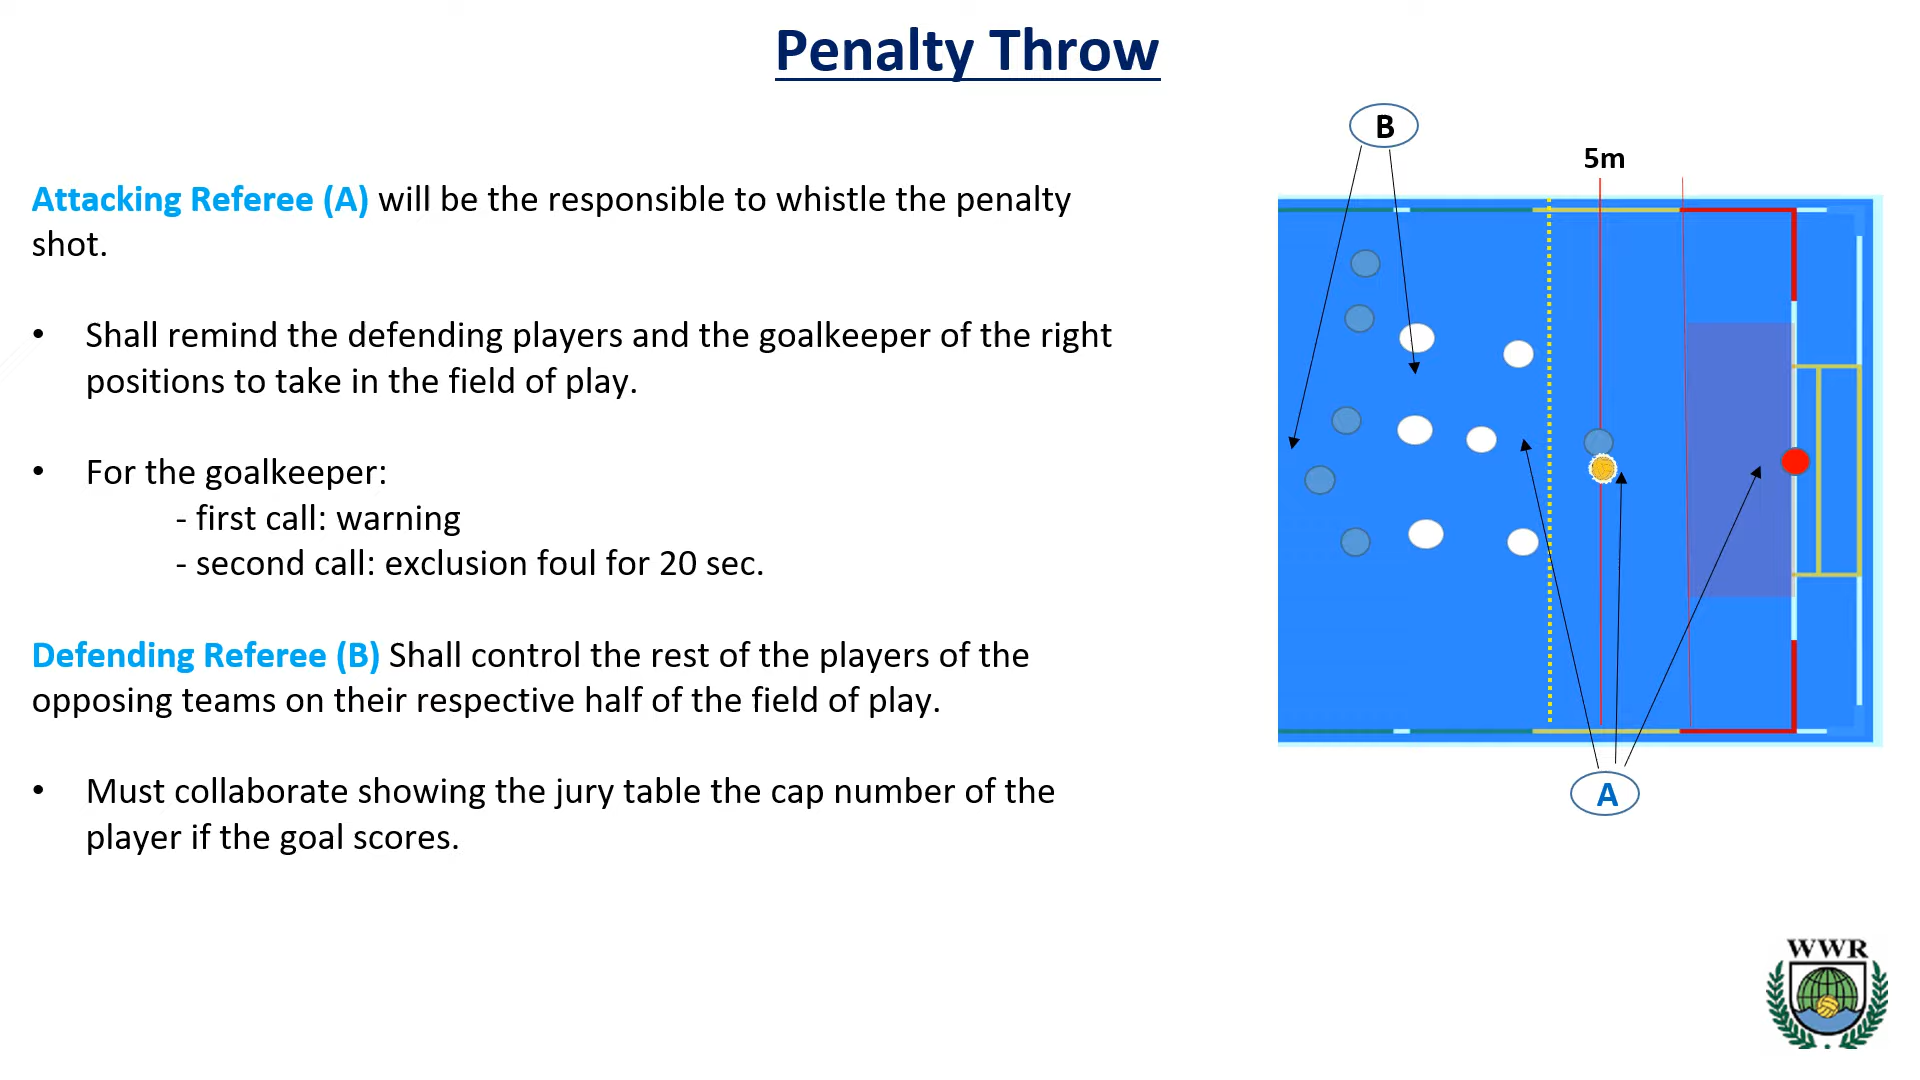 Penalty Throw
B
5m
Attacking Referee (A) will be the responsible to whistle the penalty
shot.
• Shall remind the defending players and the goalkeeper of the right
positions to take in the field of play.
• For the goalkeeper:
- first call: warning
- second call: exclusion foul for 20 sec.
Defending Referee (B) Shall control the rest of the players of the
opposing teams on their respective half of the field of play.
• Must collaborate showing the jury table the cap number of the
player if the goal scores.
A
WWR